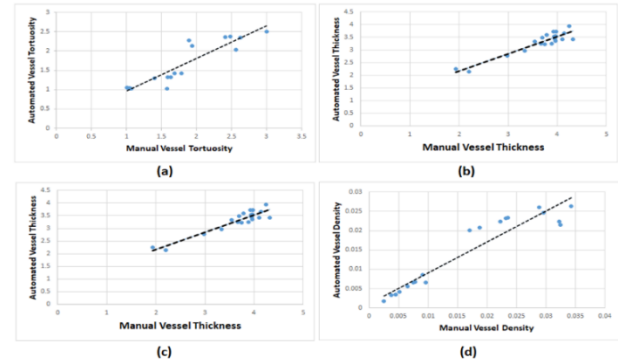 Automated Vessel Tortuosity
3
2.5
2
1.5
1
0.5
0
0 0.5 1 1.5 2 2.5 3 3.5
Manual Vessel Tortuosity
(a)
Automated Vessel Thickness
4.5
4
3.5
3
2.5
2
1.5
1
0.5
0
0 1 2 3 4 5
Manual Vessel Thickness
(b)
Automated Vessel Thickness
4.5
4
3.5
3
2.5
2
1.5
1
0.5
0
0 1 2 3 4 5
Manual Vessel Thickness
(c)
Automated Vessel Density
0.03
0.025
0.02
0.015
0.01
0.005
0
0 0.005 0.01 0.015 0.02 0.025 0.03 0.035 0.04
Manual Vessel Density
(d)